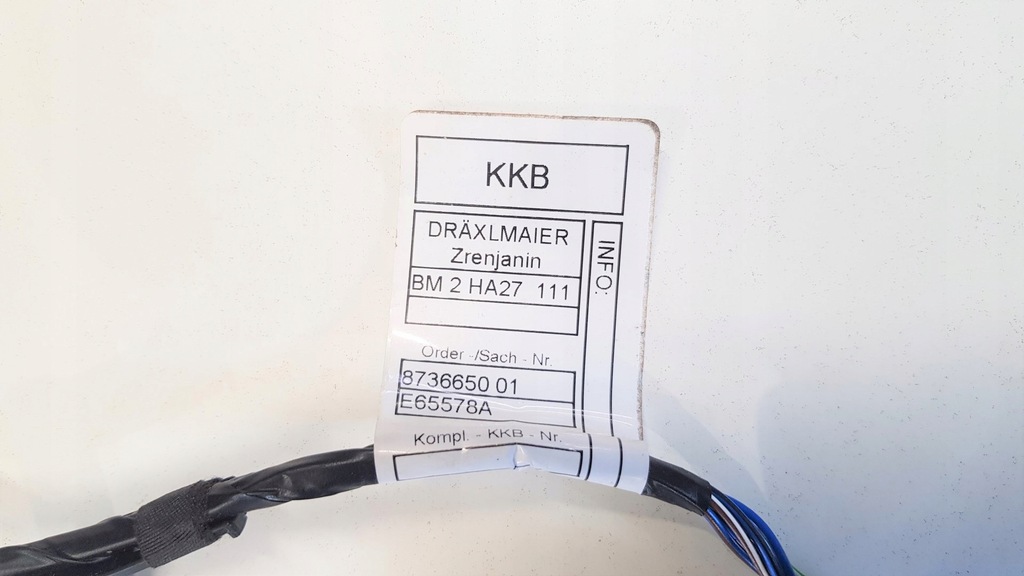 KKB
DRÄXLMAIER
Zrenjanin
BM 2 HA27 111
INFO:
Order -/Sach - Nr.
8736650 01
E65578A
Kompl. - KKB - Nr.